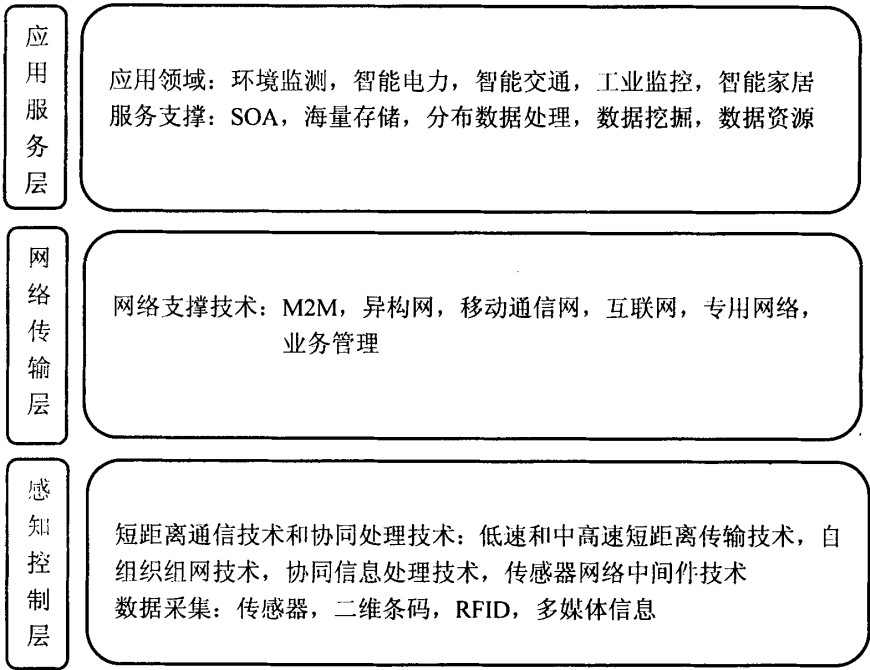 应用服务层
应用领域：环境监测，智能电力，智能交通，工业监控，智能家居
服务支撑：SOA，海量存储，分布数据处理，数据挖掘，数据资源
网络传输层
网络支撑技术：M2M，异构网，移动通信网，互联网，专用网络，
业务管理
感知控制层
短距离通信技术和协同处理技术：低速和中高速短距离传输技术，自
组织组网技术，协同信息处理技术，传感器网络中间件技术
数据采集：传感器，二维条码，RFID，多媒体信息